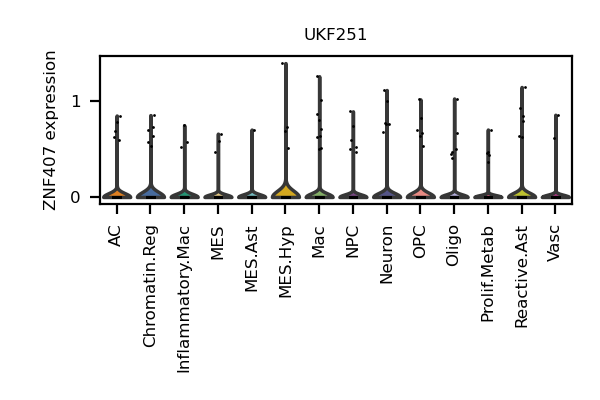 UKF251
ZNF407 expression
1
0
AC
Chromatin.Reg
Inflammatory.Mac
MES
MES.Ast
MES.Hyp
Mac
NPC
Neuron
OPC
Oligo
Prolif.Metab
Reactive.Ast
Vasc